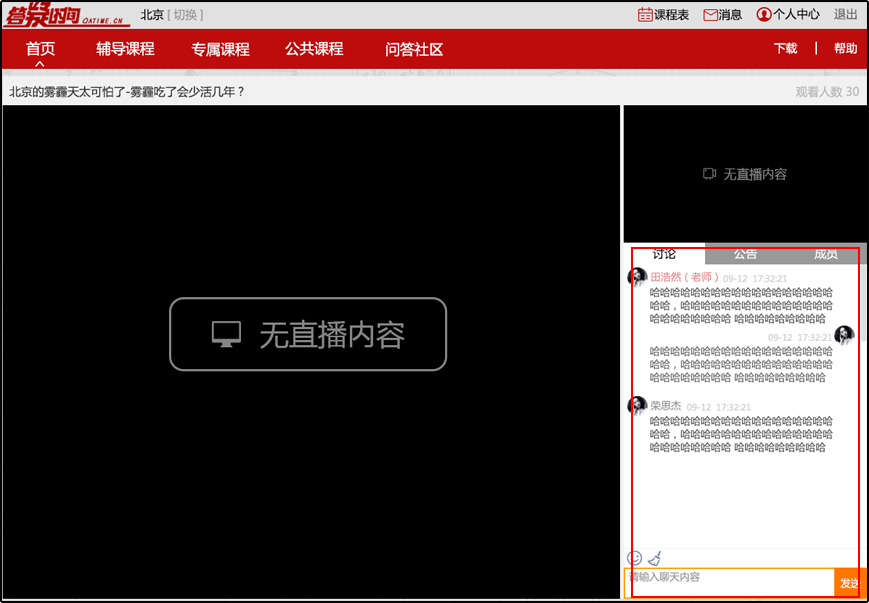 答疑时间 QATIME.CN 北京 [ 切换 ] 课程表 消息 个人中心 退出
首页 辅导课程 专属课程 公共课程 问答社区 下载 | 帮助
北京的雾霾天太可怕了-雾霾吃了会少活几年？ 观看人数 30
无直播内容
无直播内容
讨论 公告 成员
田浩然（老师） 09-12 17:32:21
哈哈哈哈哈哈哈哈哈哈哈哈哈哈哈哈哈哈
哈哈，哈哈哈哈哈哈哈哈哈哈哈哈哈哈哈
哈哈哈哈哈哈哈哈 哈哈哈哈哈哈哈哈哈
09-12 17:32:21
哈哈哈哈哈哈哈哈哈哈哈哈哈哈哈哈哈哈
哈哈，哈哈哈哈哈哈哈哈哈哈哈哈哈哈哈
哈哈哈哈哈哈哈哈 哈哈哈哈哈哈哈哈哈
荣思杰 09-12 17:32:21
哈哈哈哈哈哈哈哈哈哈哈哈哈哈哈哈哈哈
哈哈，哈哈哈哈哈哈哈哈哈哈哈哈哈哈哈
哈哈哈哈哈哈哈哈 哈哈哈哈哈哈哈哈哈
请输入聊天内容 发送